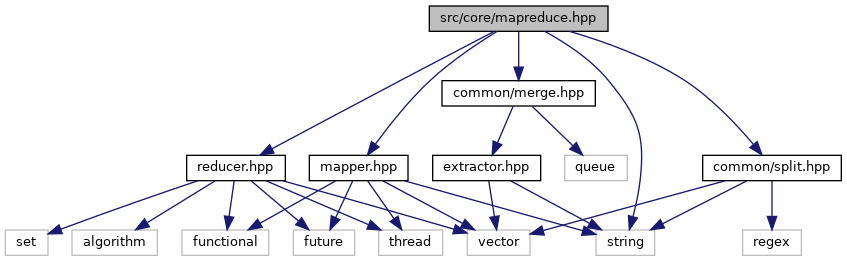 src/core/mapreduce.hpp
common/merge.hpp
reducer.hpp
mapper.hpp
extractor.hpp
queue
common/split.hpp
set
algorithm
functional
future
thread
vector
string
regex